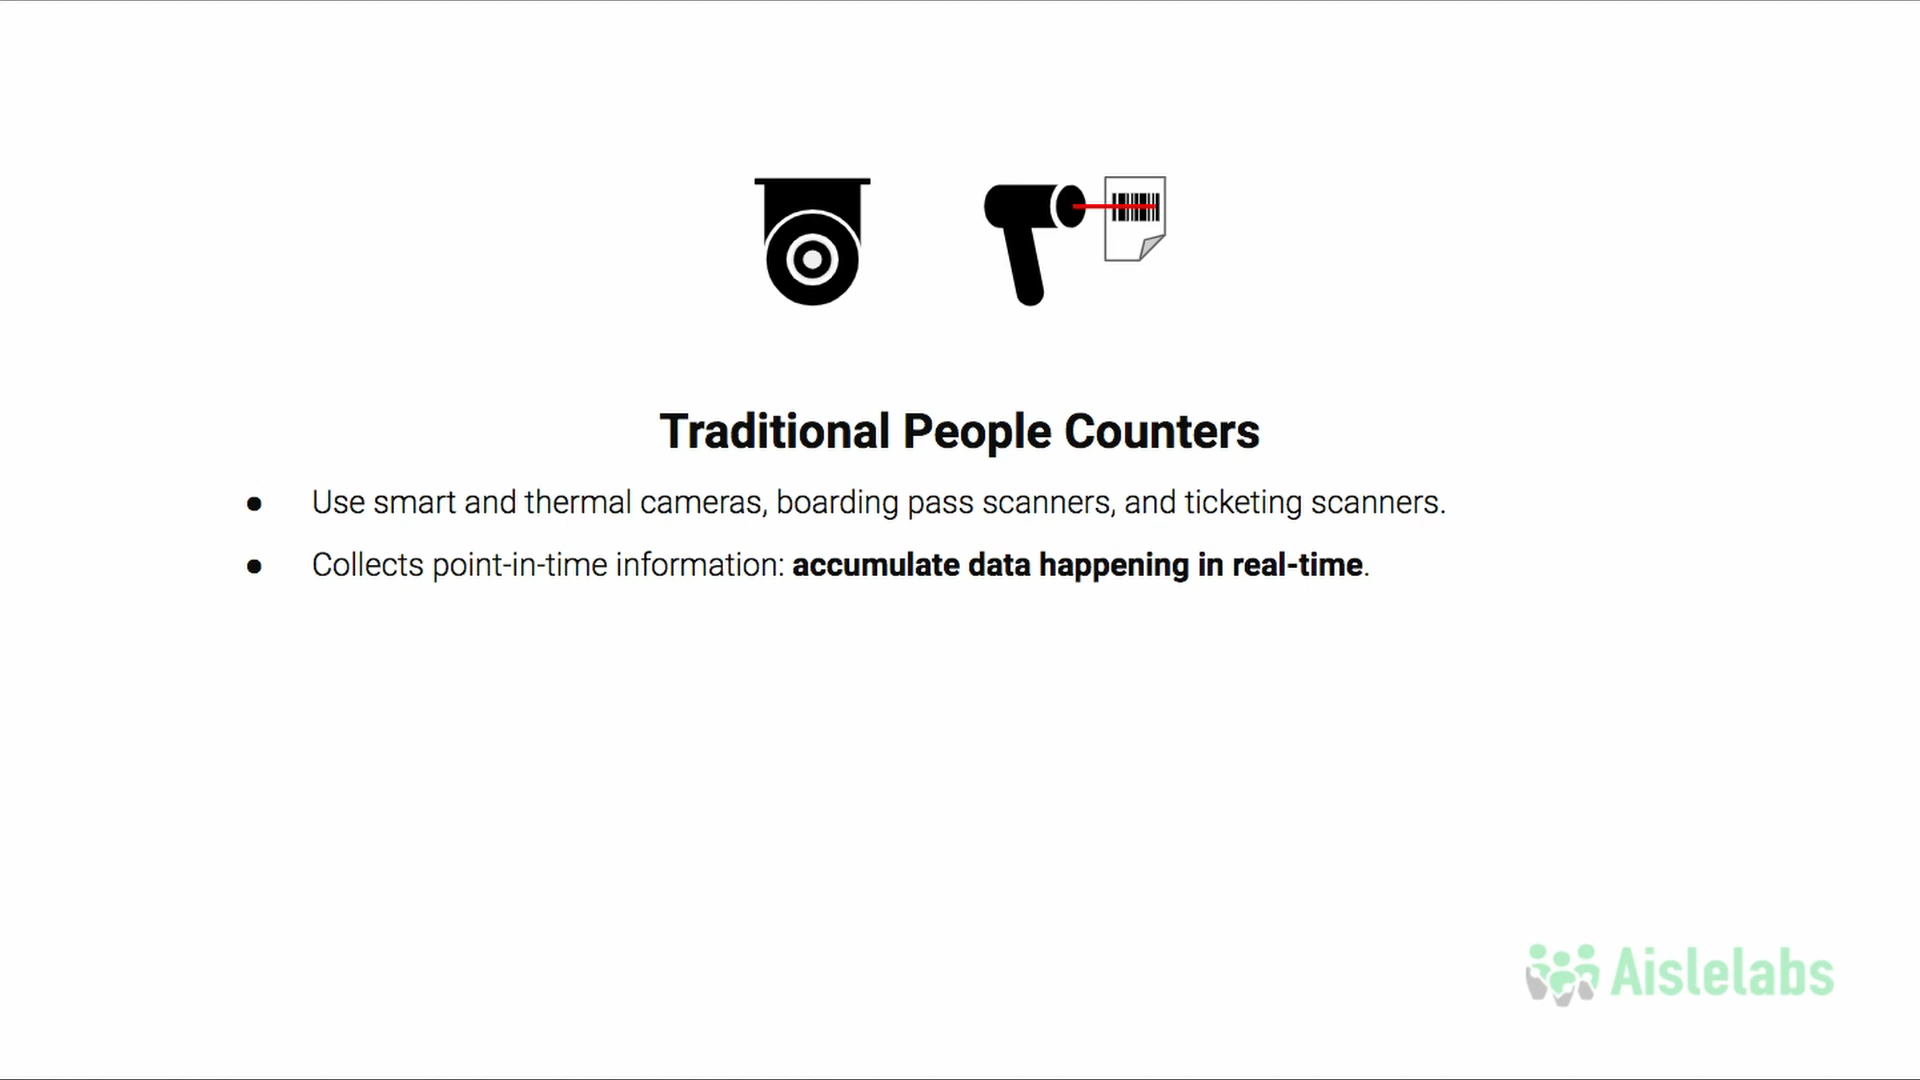 Traditional People Counters
● Use smart and thermal cameras, boarding pass scanners, and ticketing scanners.
● Collects point-in-time information: accumulate data happening in real-time.
Aislelabs